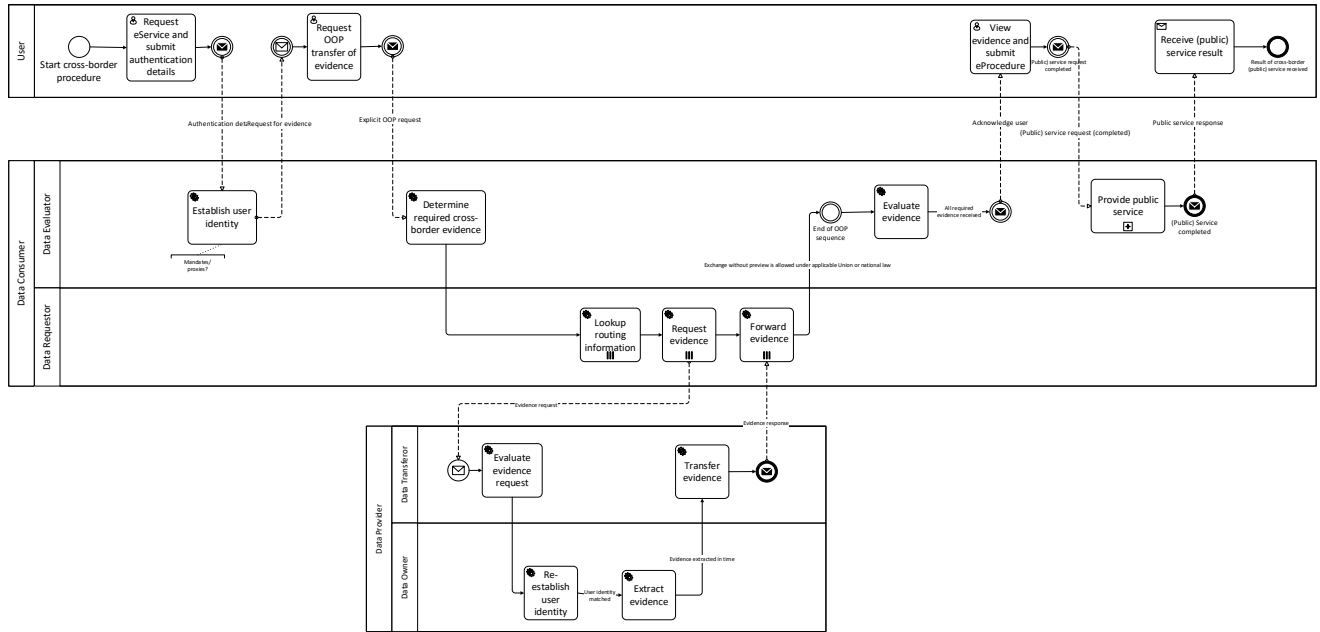 User
Start cross-border
procedure
Request
eService and
submit
authentication
details
Request
OOP
transfer of
evidence
View
evidence and
submit
eProcedure
(Public) service request
completed
Receive (public)
service result
Result of cross-border
(public) service received
Authentication details
Request for evidence
Explicit OOP request
Acknowledge user
(Public) service request (completed)
Public service response
Data Consumer
Data Evaluator
Establish user
identity
Mandates/
proxies?
Determine
required cross-
border evidence
End of OOP
sequence
Evaluate
evidence
All required
evidence received
Provide public
service
(Public) Service
completed
Exchange without preview is allowed under applicable Union or national law
Data Requestor
Lookup
routing
information
Request
evidence
Forward
evidence
Evidence request
Evidence response
Data Provider
Data Transferor
Evaluate
evidence
request
Transfer
evidence
Data Owner
Evidence extracted in time
Re-
establish
user
identity
User identity
matched
Extract
evidence